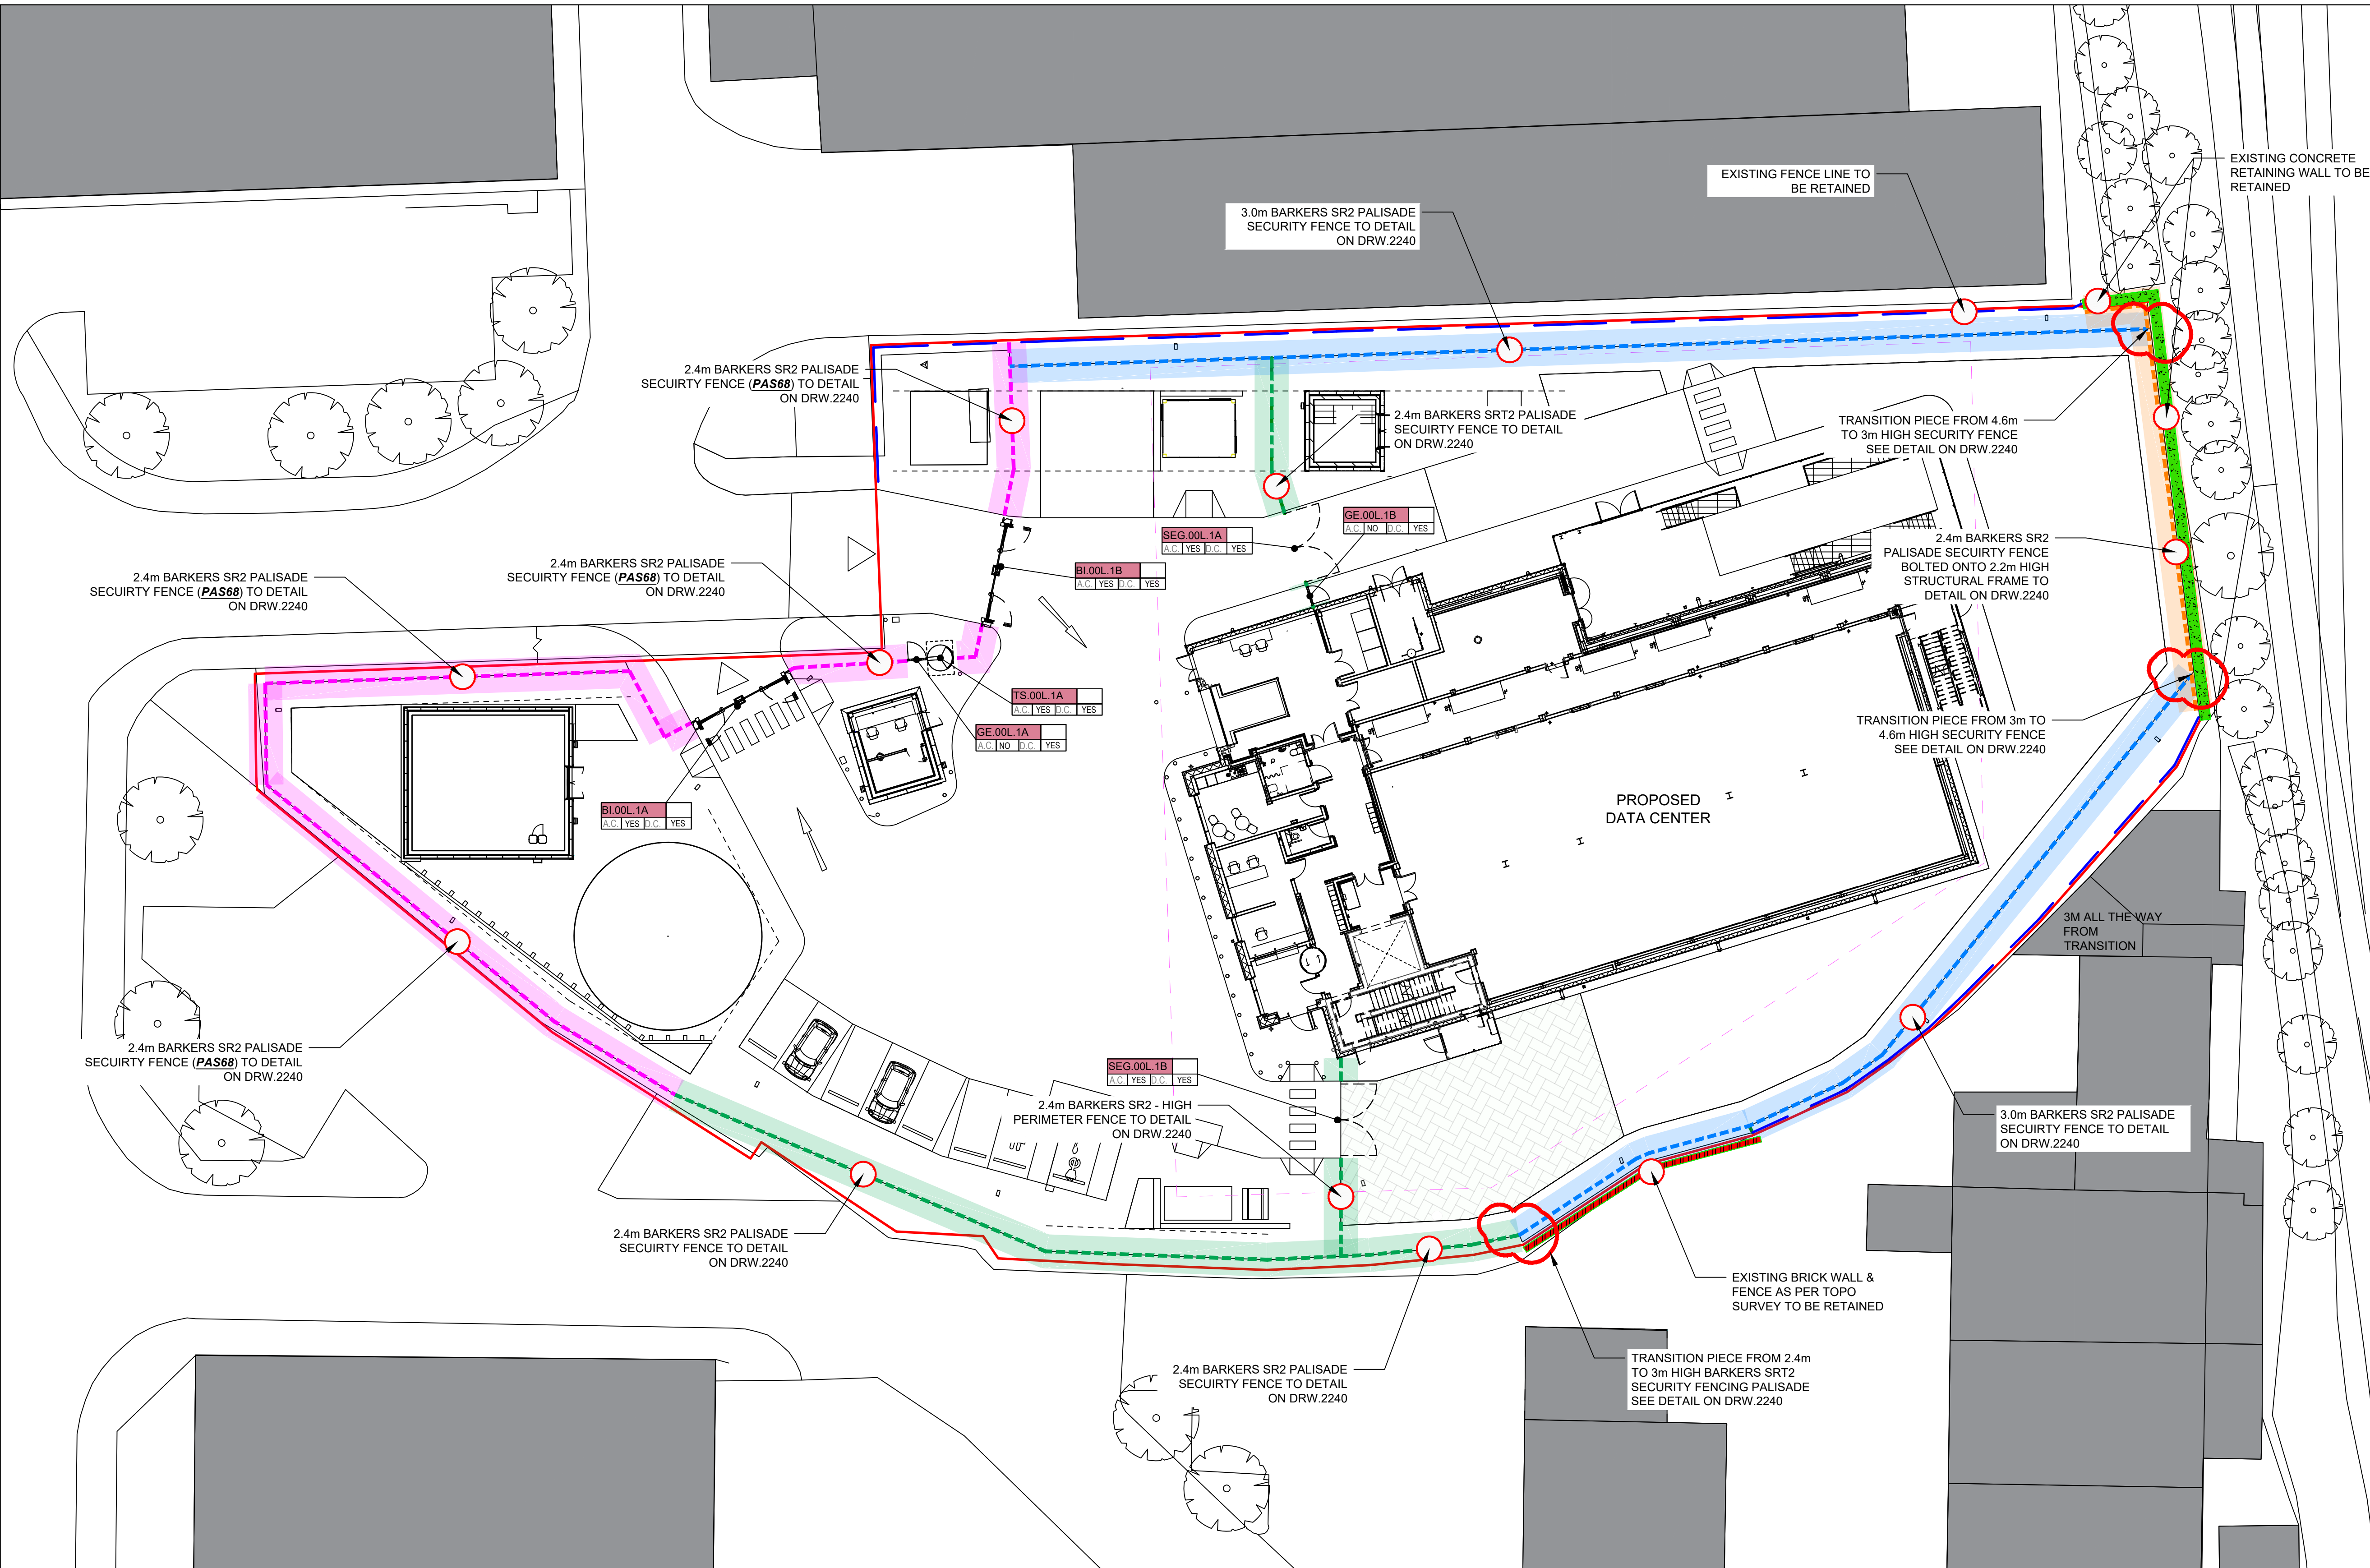 EXISTING CONCRETE
RETAINING WALL TO BE
RETAINED
EXISTING FENCE LINE TO
BE RETAINED
3.0m BARKERS SR2 PALISADE
SECURITY FENCE TO DETAIL
ON DRW.2240
2.4m BARKERS SR2 PALISADE
SECUIRTY FENCE (PAS68) TO DETAIL
ON DRW.2240
2.4m BARKERS SRT2 PALISADE
SECUIRTY FENCE TO DETAIL
ON DRW.2240
TRANSITION PIECE FROM 4.6m
TO 3m HIGH SECURITY FENCE
SEE DETAIL ON DRW.2240
GE.00L.1B
A.C. NO D.C. YES
SEG.00L.1A
A.C. YES D.C. YES
2.4m BARKERS SR2
PALISADE SECUIRTY FENCE
BOLTED ONTO 2.2m HIGH
STRUCTURAL FRAME TO
DETAIL ON DRW.2240
2.4m BARKERS SR2 PALISADE
SECUIRTY FENCE (PAS68) TO DETAIL
ON DRW.2240
2.4m BARKERS SR2 PALISADE
SECUIRTY FENCE (PAS68) TO DETAIL
ON DRW.2240
BI.00L.1B
A.C. YES D.C. YES
TS.00L.1A
A.C. YES D.C. YES
GE.00L.1A
A.C. NO D.C. YES
TRANSITION PIECE FROM 3m TO
4.6m HIGH SECURITY FENCE
SEE DETAIL ON DRW.2240
BI.00L.1A
A.C. YES D.C. YES
PROPOSED
DATA CENTER
3M ALL THE WAY
FROM
TRANSITION
2.4m BARKERS SR2 PALISADE
SECUIRTY FENCE (PAS68) TO DETAIL
ON DRW.2240
SEG.00L.1B
A.C. YES D.C. YES
2.4m BARKERS SR2 - HIGH
PERIMETER FENCE TO DETAIL
ON DRW.2240
3.0m BARKERS SR2 PALISADE
SECUIRTY FENCE TO DETAIL
ON DRW.2240
2.4m BARKERS SR2 PALISADE
SECUIRTY FENCE TO DETAIL
ON DRW.2240
EXISTING BRICK WALL &
FENCE AS PER TOPO
SURVEY TO BE RETAINED
2.4m BARKERS SR2 PALISADE
SECUIRTY FENCE TO DETAIL
ON DRW.2240
TRANSITION PIECE FROM 2.4m
TO 3m HIGH BARKERS SRT2
SECURITY FENCING PALISADE
SEE DETAIL ON DRW.2240